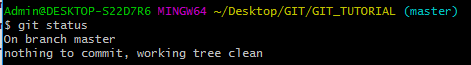 Admin@DESKTOP-S22D7R6 MINGW64 ~/Desktop/GIT/GIT_TUTORIAL (master)
$ git status
On branch master
nothing to commit, working tree clean